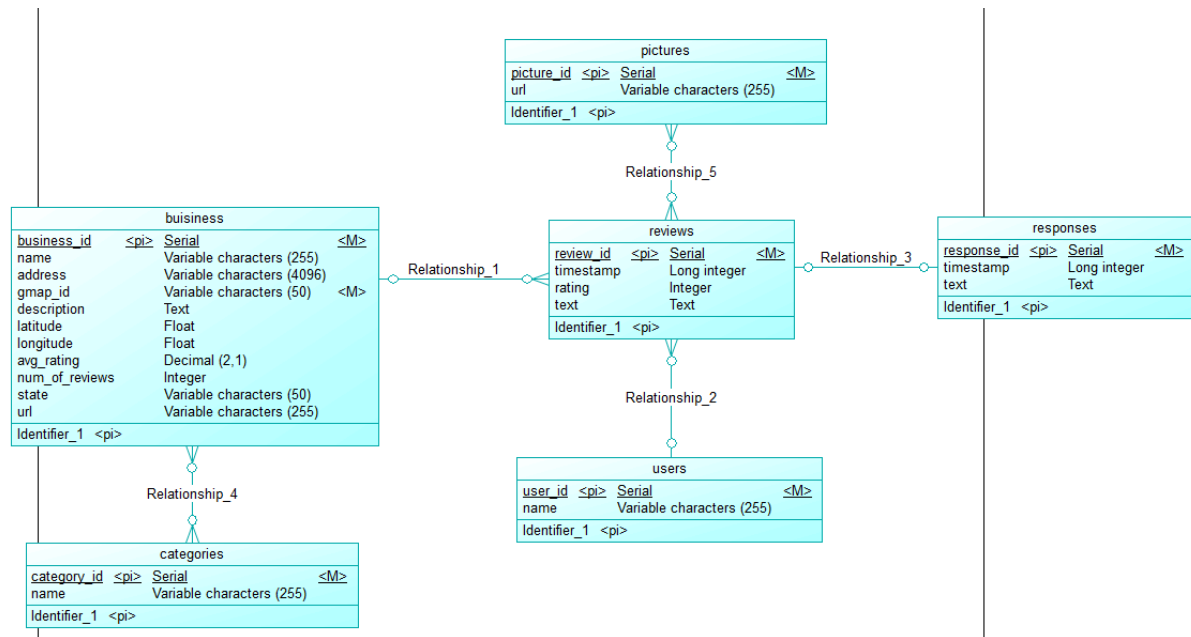 pictures
picture_id <pi> Serial <M>
url Variable characters (255)
Identifier_1 <pi>
Relationship_5
buisiness
business_id <pi> Serial <M>
name Variable characters (255)
address Variable characters (4096)
gmap_id Variable characters (50) <M>
description Text
latitude Float
longitude Float
avg_rating Decimal (2,1)
num_of_reviews Integer
state Variable characters (50)
url Variable characters (255)
Identifier_1 <pi>
Relationship_1
reviews
review_id <pi> Serial <M>
timestamp Long integer
rating Integer
text Text
Identifier_1 <pi>
Relationship_3
responses
response_id <pi> Serial <M>
timestamp Long integer
text Text
Identifier_1 <pi>
Relationship_2
users
user_id <pi> Serial <M>
name Variable characters (255)
Identifier_1 <pi>
Relationship_4
categories
category_id <pi> Serial <M>
name Variable characters (255)
Identifier_1 <pi>